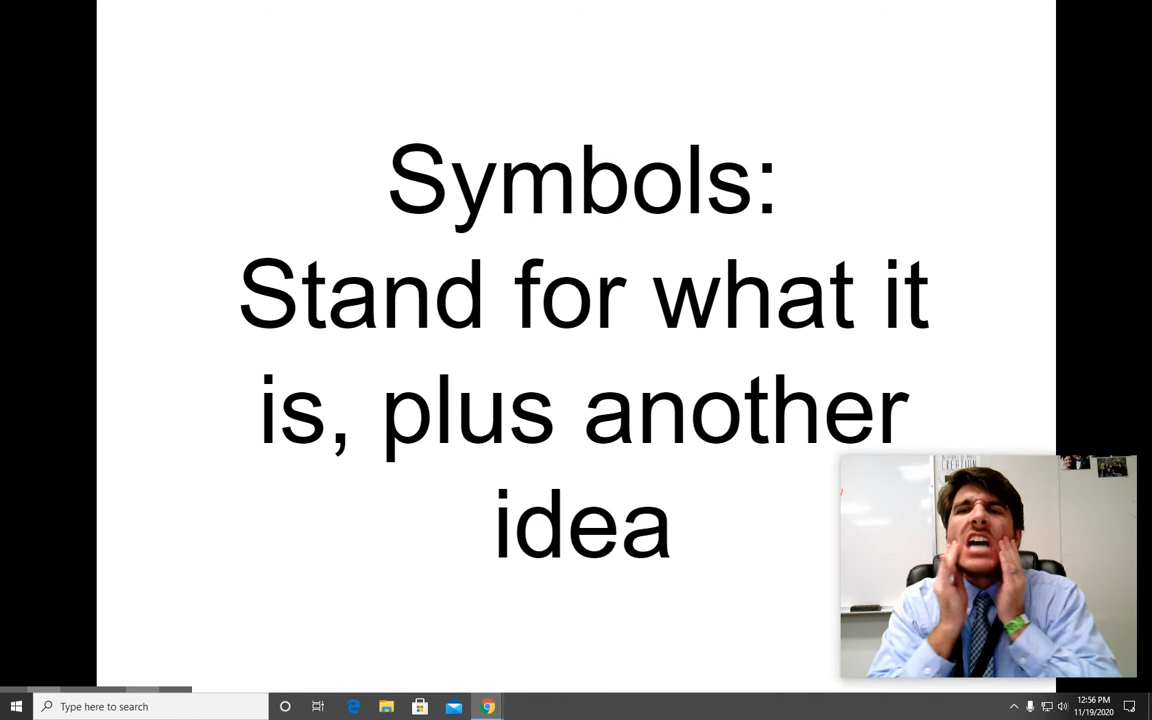 Symbols:
Stand for what it
is, plus another
idea
CREATION
Type here to search
12:56 PM
11/19/2020